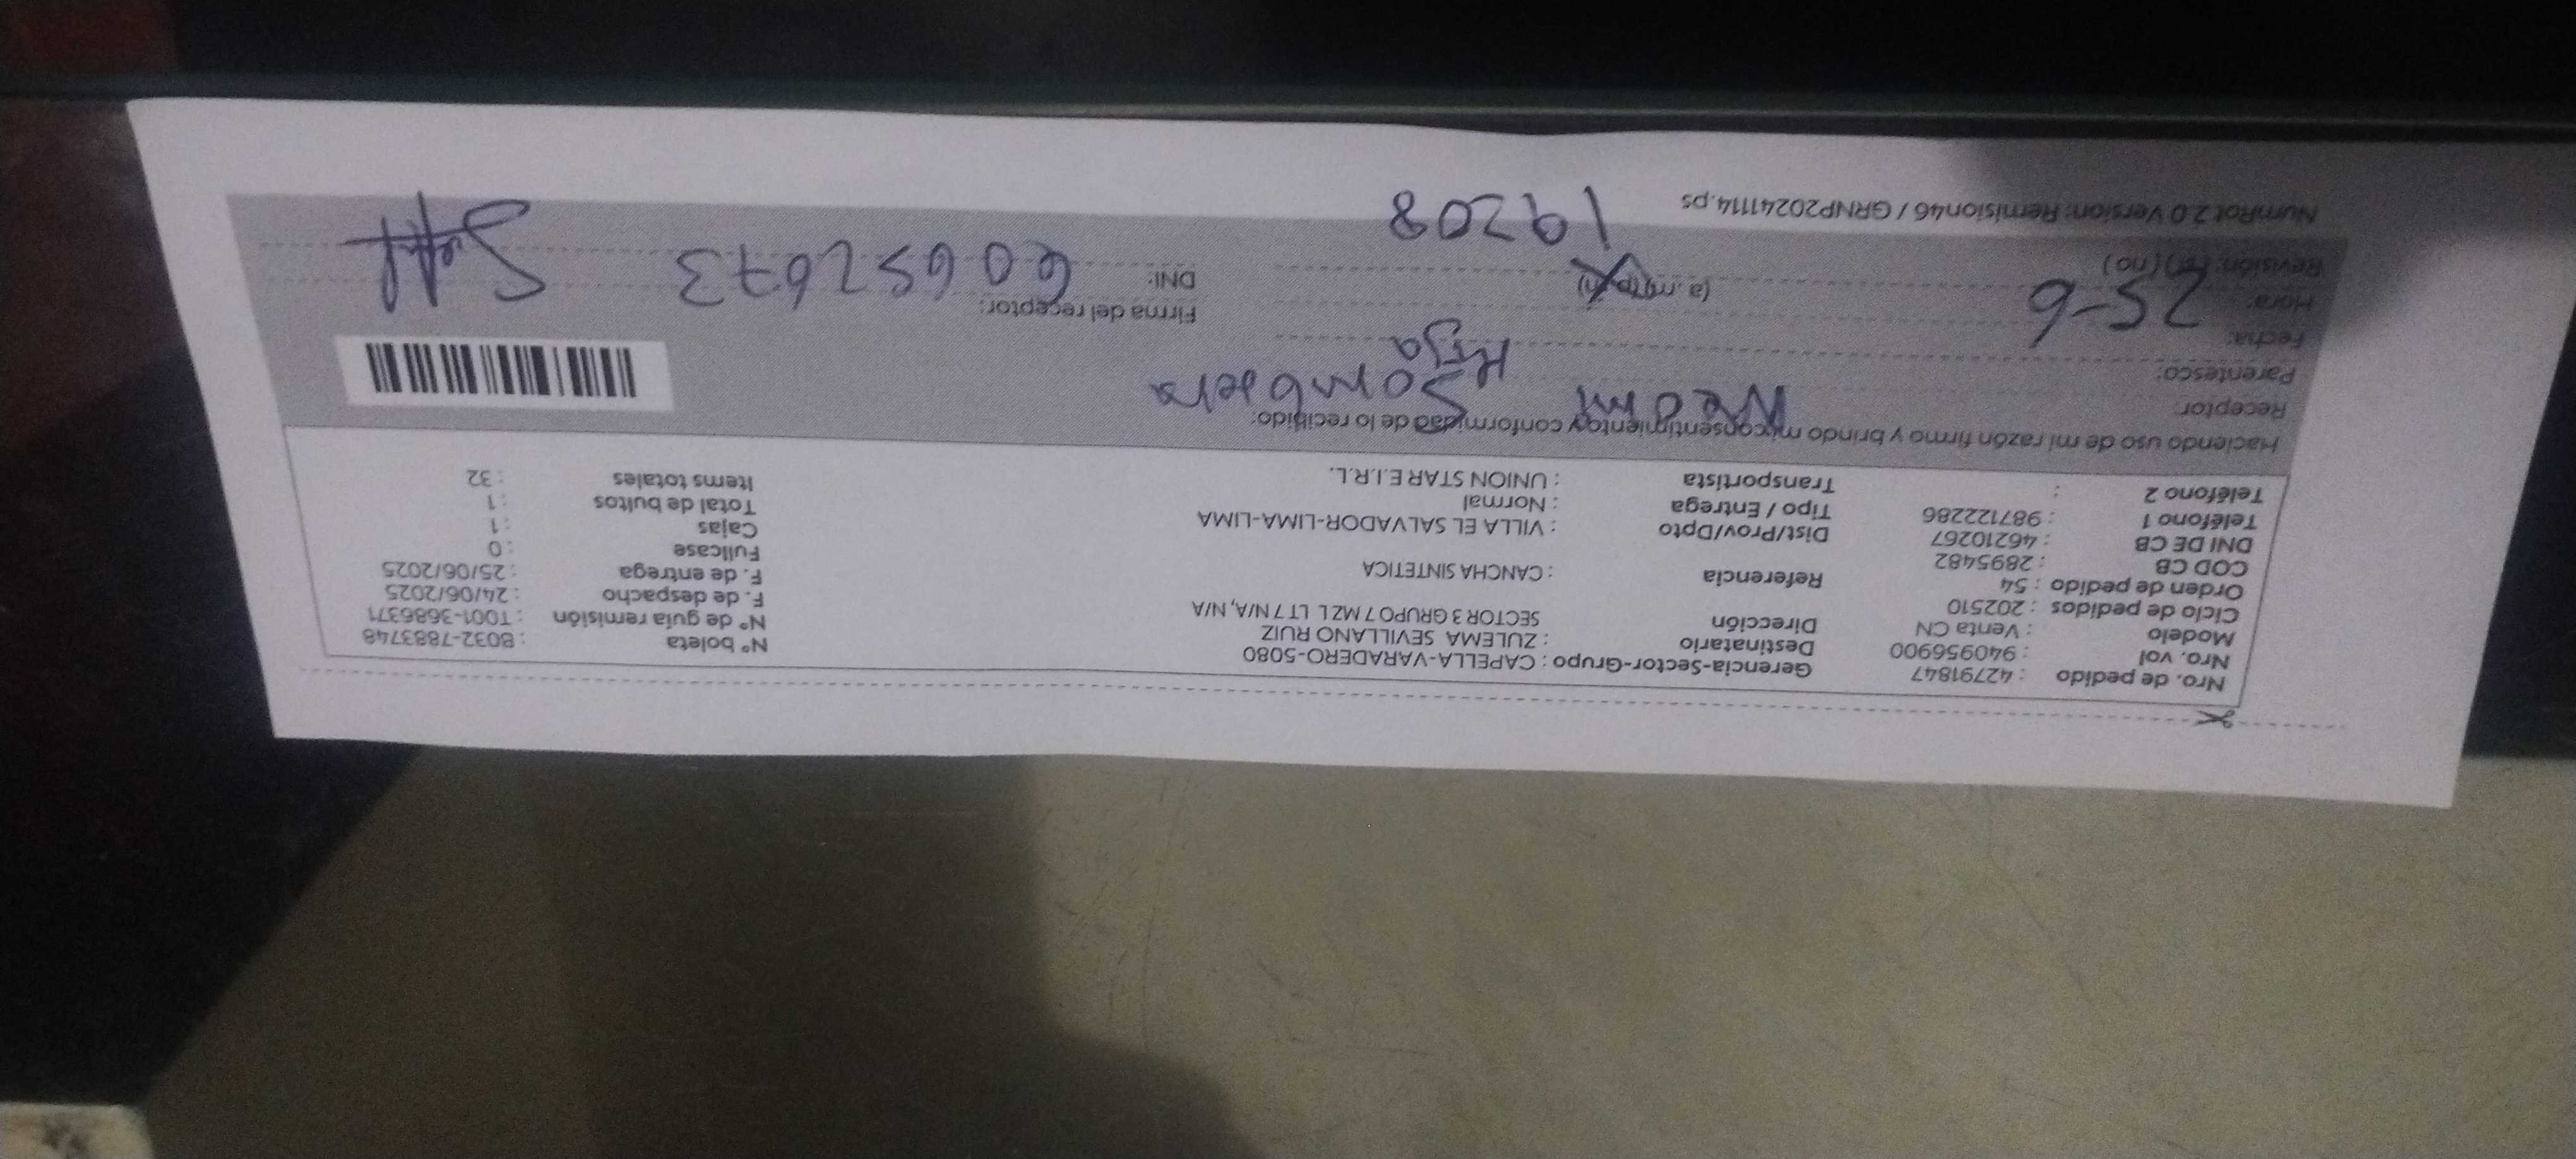 Nro. de pedido : 42791847 Gerencia-Sector-Grupo : CAPELLA-VARADERO-5080 N° boleta : B032-7883748
Nro. vol : 940956900 Destinatario : ZULEMA SEVILLANO RUIZ N° de guía remisión : T001-3686371
Modelo : Venta CN Dirección SECTOR 3 GRUPO 7 MZ L LT 7 N/A, N/A F. de despacho : 24/06/2025
Ciclo de pedidos : 202510 Referencia : CANCHA SINTETICA F. de entrega : 25/06/2025
Orden de pedido : 54 Dist/Prov/Dpto : VILLA EL SALVADOR-LIMA-LIMA Fullcase : 0
COD CB : 2895482 Tipo / Entrega : Normal Cajas : 1
DNI DE CB : 46210267 Transportista : UNION STAR E.I.R.L. Total de bultos : 1
Teléfono 1 : 987122286 Items totales : 32
Teléfono 2 :
Haciendo uso de mi razón firmo y brindo mi consentimiento y conformidad de lo recibido:
Receptor:
Parentesco: Hija
Fecha: 25-6 Firma del receptor:
Hora: (a. m) (p. m) DNI: 60652673
Revisión: (si) (no) 19208
NumRot 2.0 Version: Remision46 / GRNP20241114.ps